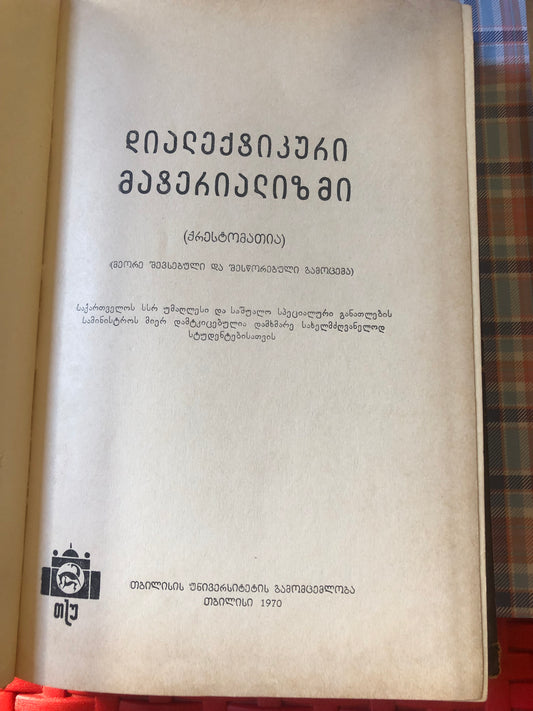 დიალექტიკური
მატერიალიზმი
(ქრესტომათია)
(მეორე შევსებული და შესწორებული გამოცემა)
საქართველოს სსრ უმაღლესი და საშუალო სპეციალური განათლების
სამინისტროს მიერ დამტკიცებულია დამხმარე სახელმძღვანელოდ
სტუდენტებისათვის
თსუ
თბილისის უნივერსიტეტის გამომცემლობა
თბილისი 1970